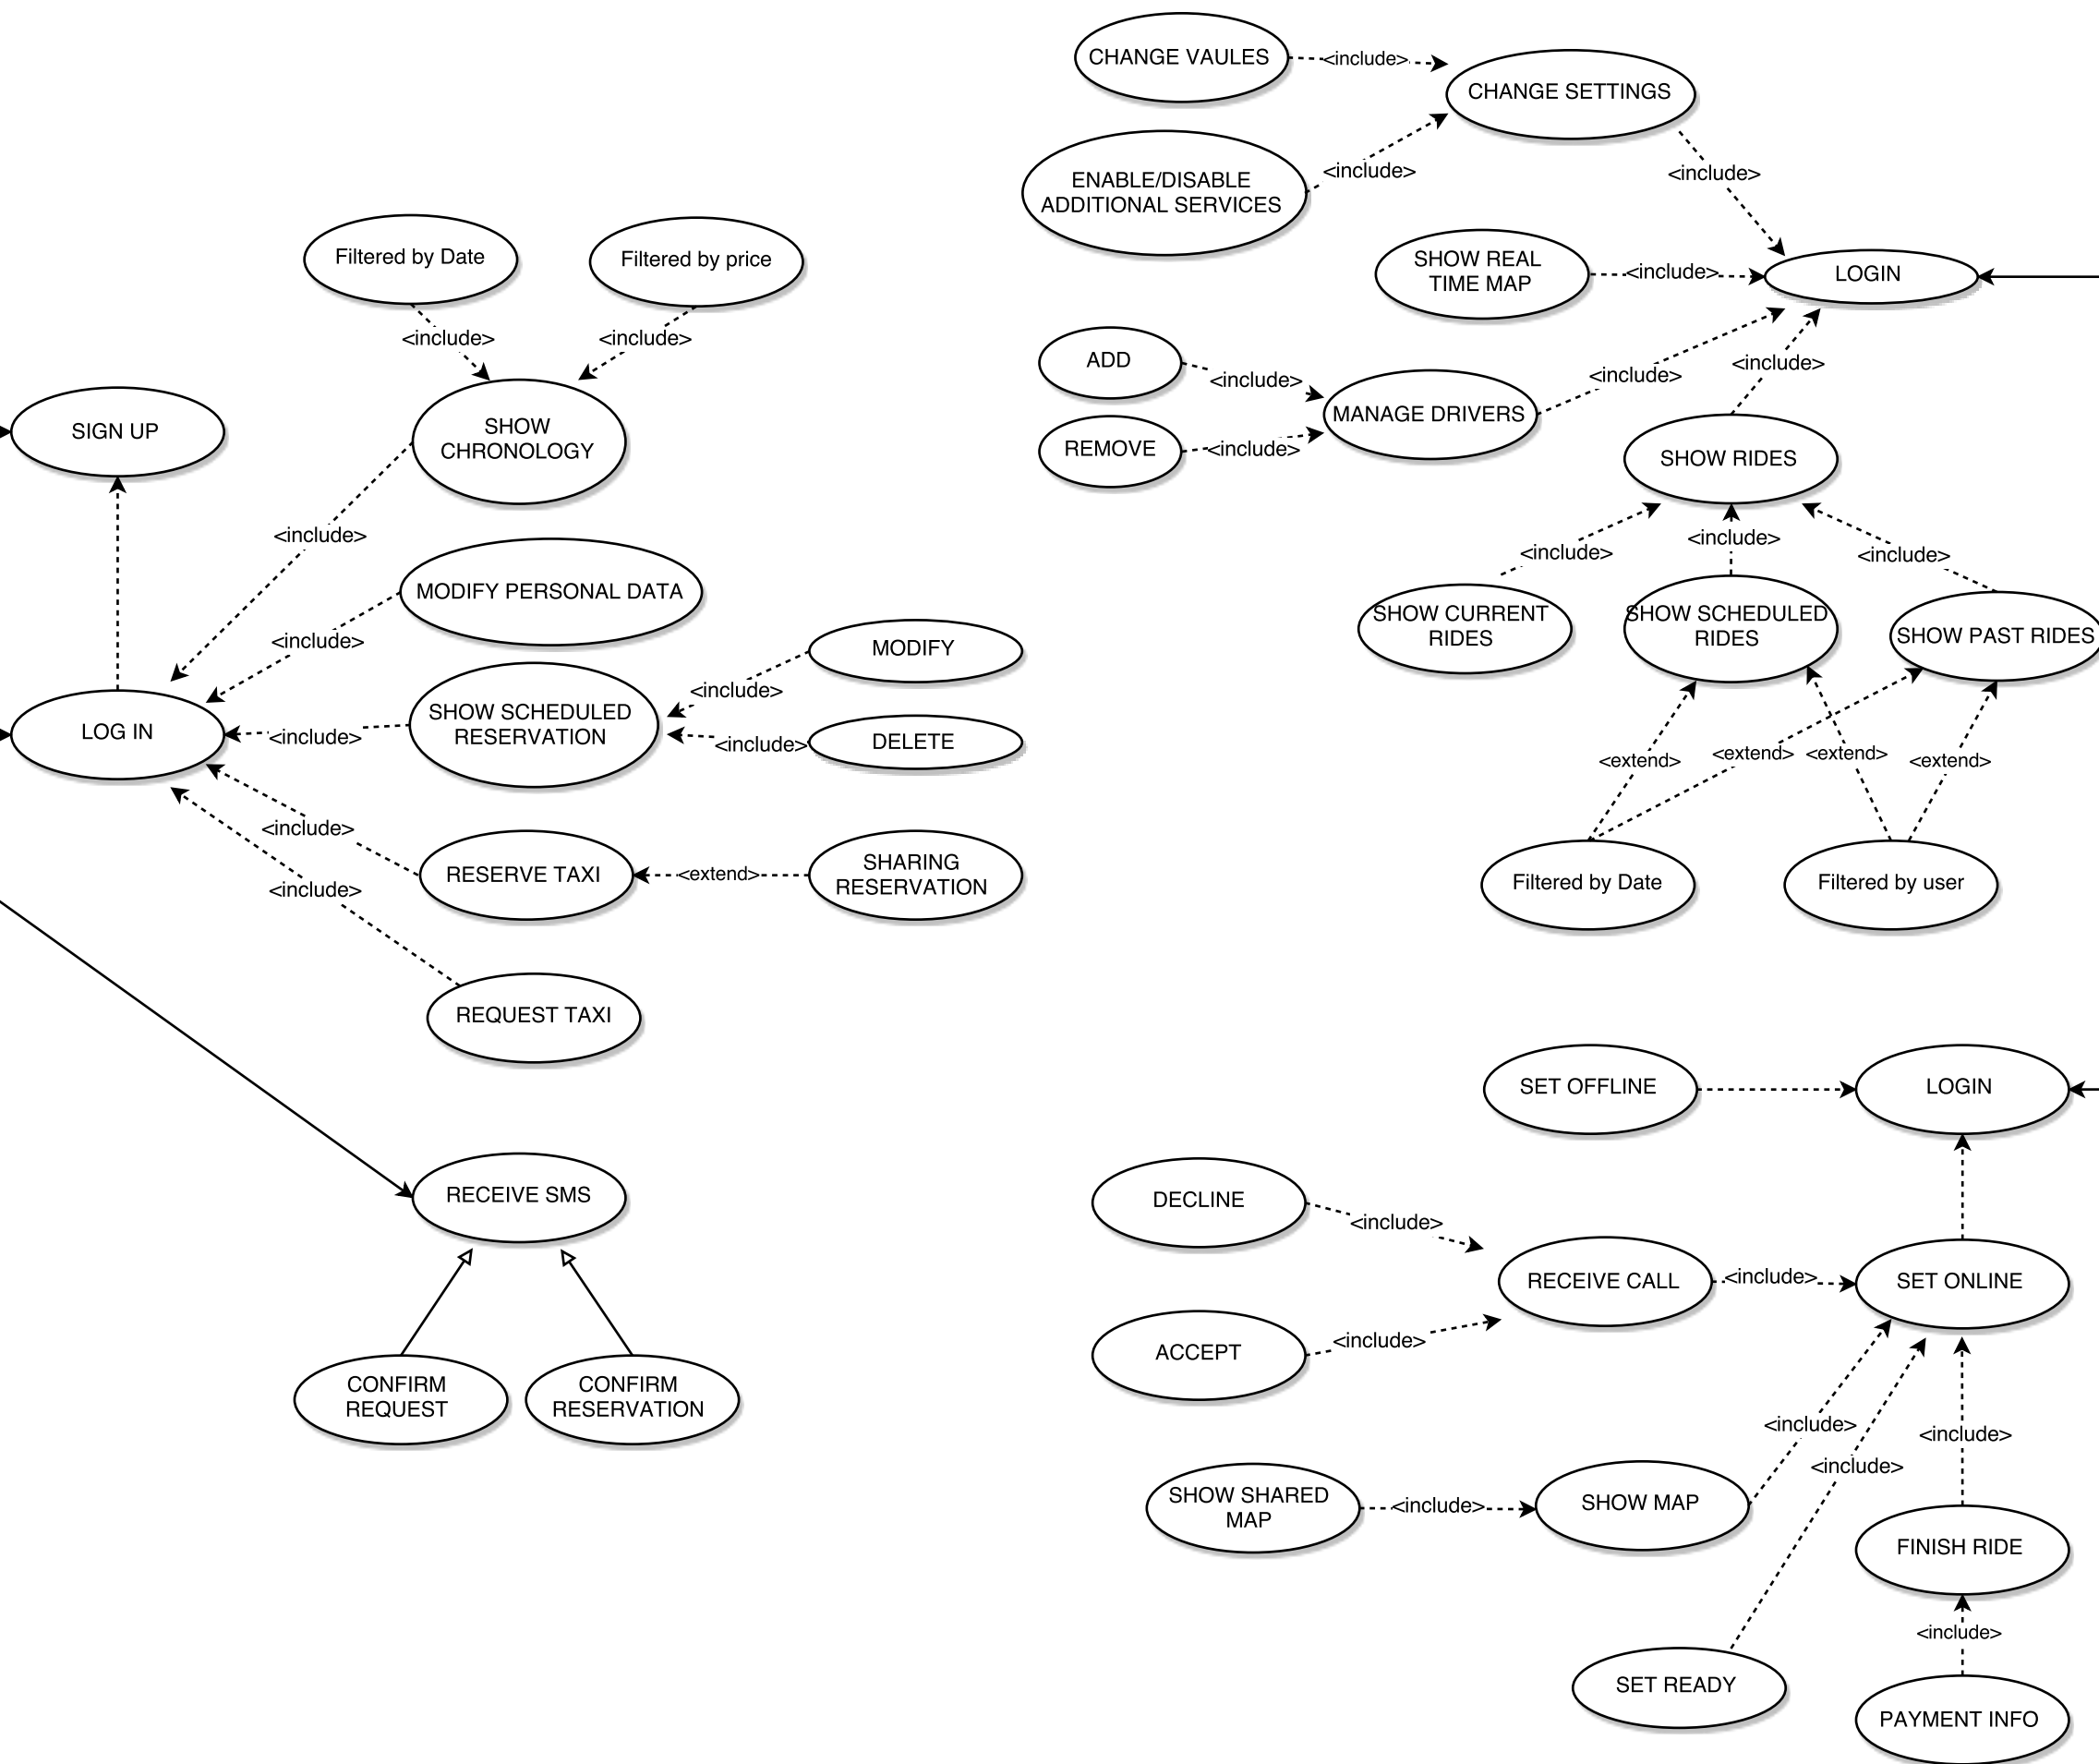 CHANGE VAULES
<include>
CHANGE SETTINGS
ENABLE/DISABLE
ADDITIONAL SERVICES
<include>
<include>
SHOW REAL
TIME MAP
<include>
LOGIN
ADD
<include>
REMOVE
<include>
MANAGE DRIVERS
<include>
<include>
SHOW RIDES
<include>
<include>
<include>
SHOW CURRENT
RIDES
SHOW SCHEDULED
RIDES
SHOW PAST RIDES
<extend>
<extend>
<extend>
<extend>
Filtered by Date
Filtered by user
Filtered by Date
Filtered by price
<include>
<include>
SIGN UP
SHOW
CHRONOLOGY
<include>
MODIFY PERSONAL DATA
<include>
LOG IN
<include>
SHOW SCHEDULED
RESERVATION
<include>
MODIFY
<include>
DELETE
<include>
RESERVE TAXI
<extend>
SHARING
RESERVATION
<include>
REQUEST TAXI
RECEIVE SMS
CONFIRM
REQUEST
CONFIRM
RESERVATION
SET OFFLINE
LOGIN
DECLINE
<include>
RECEIVE CALL
<include>
SET ONLINE
ACCEPT
<include>
<include>
<include>
<include>
SHOW SHARED
MAP
<include>
SHOW MAP
FINISH RIDE
<include>
SET READY
PAYMENT INFO